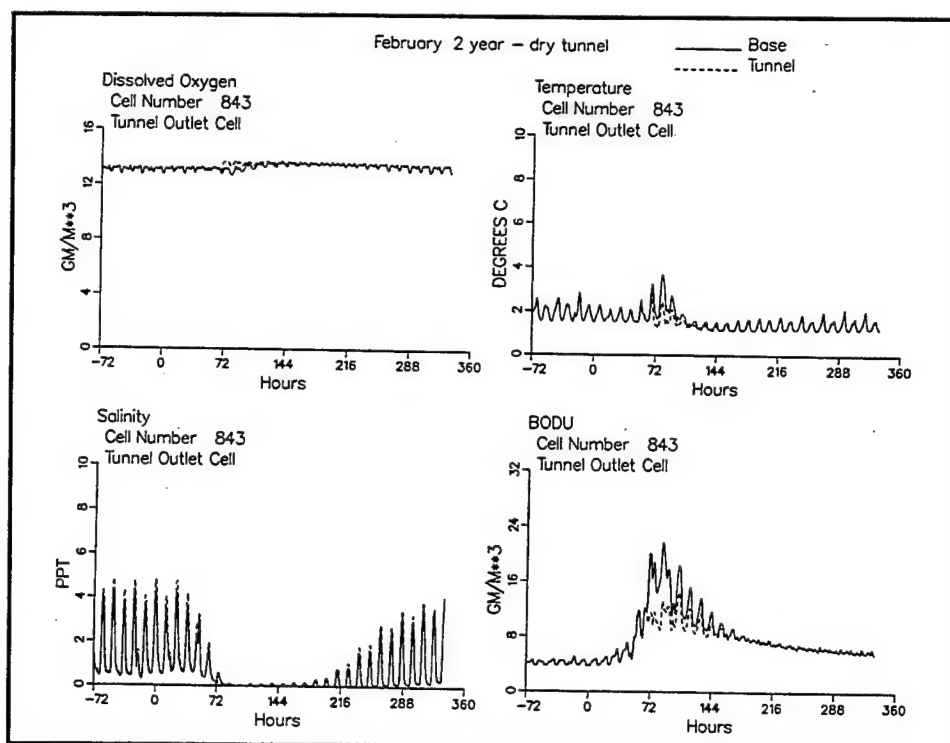 February 2 year – dry tunnel
Base
Tunnel
Dissolved Oxygen
Cell Number 843
Tunnel Outlet Cell
GM/M**3
16
12
8
4
0
-72 0 72 144 216 288 360
Hours
Temperature
Cell Number 843
Tunnel Outlet Cell
DEGREES C
10
8
6
4
2
0
-72 0 72 144 216 288 360
Hours
Salinity
Cell Number 843
Tunnel Outlet Cell
PPT
10
8
6
4
2
0
-72 0 72 144 216 288 360
Hours
BODU
Cell Number 843
Tunnel Outlet Cell
GM/M**3
32
24
16
8
0
-72 0 72 144 216 288 360
Hours